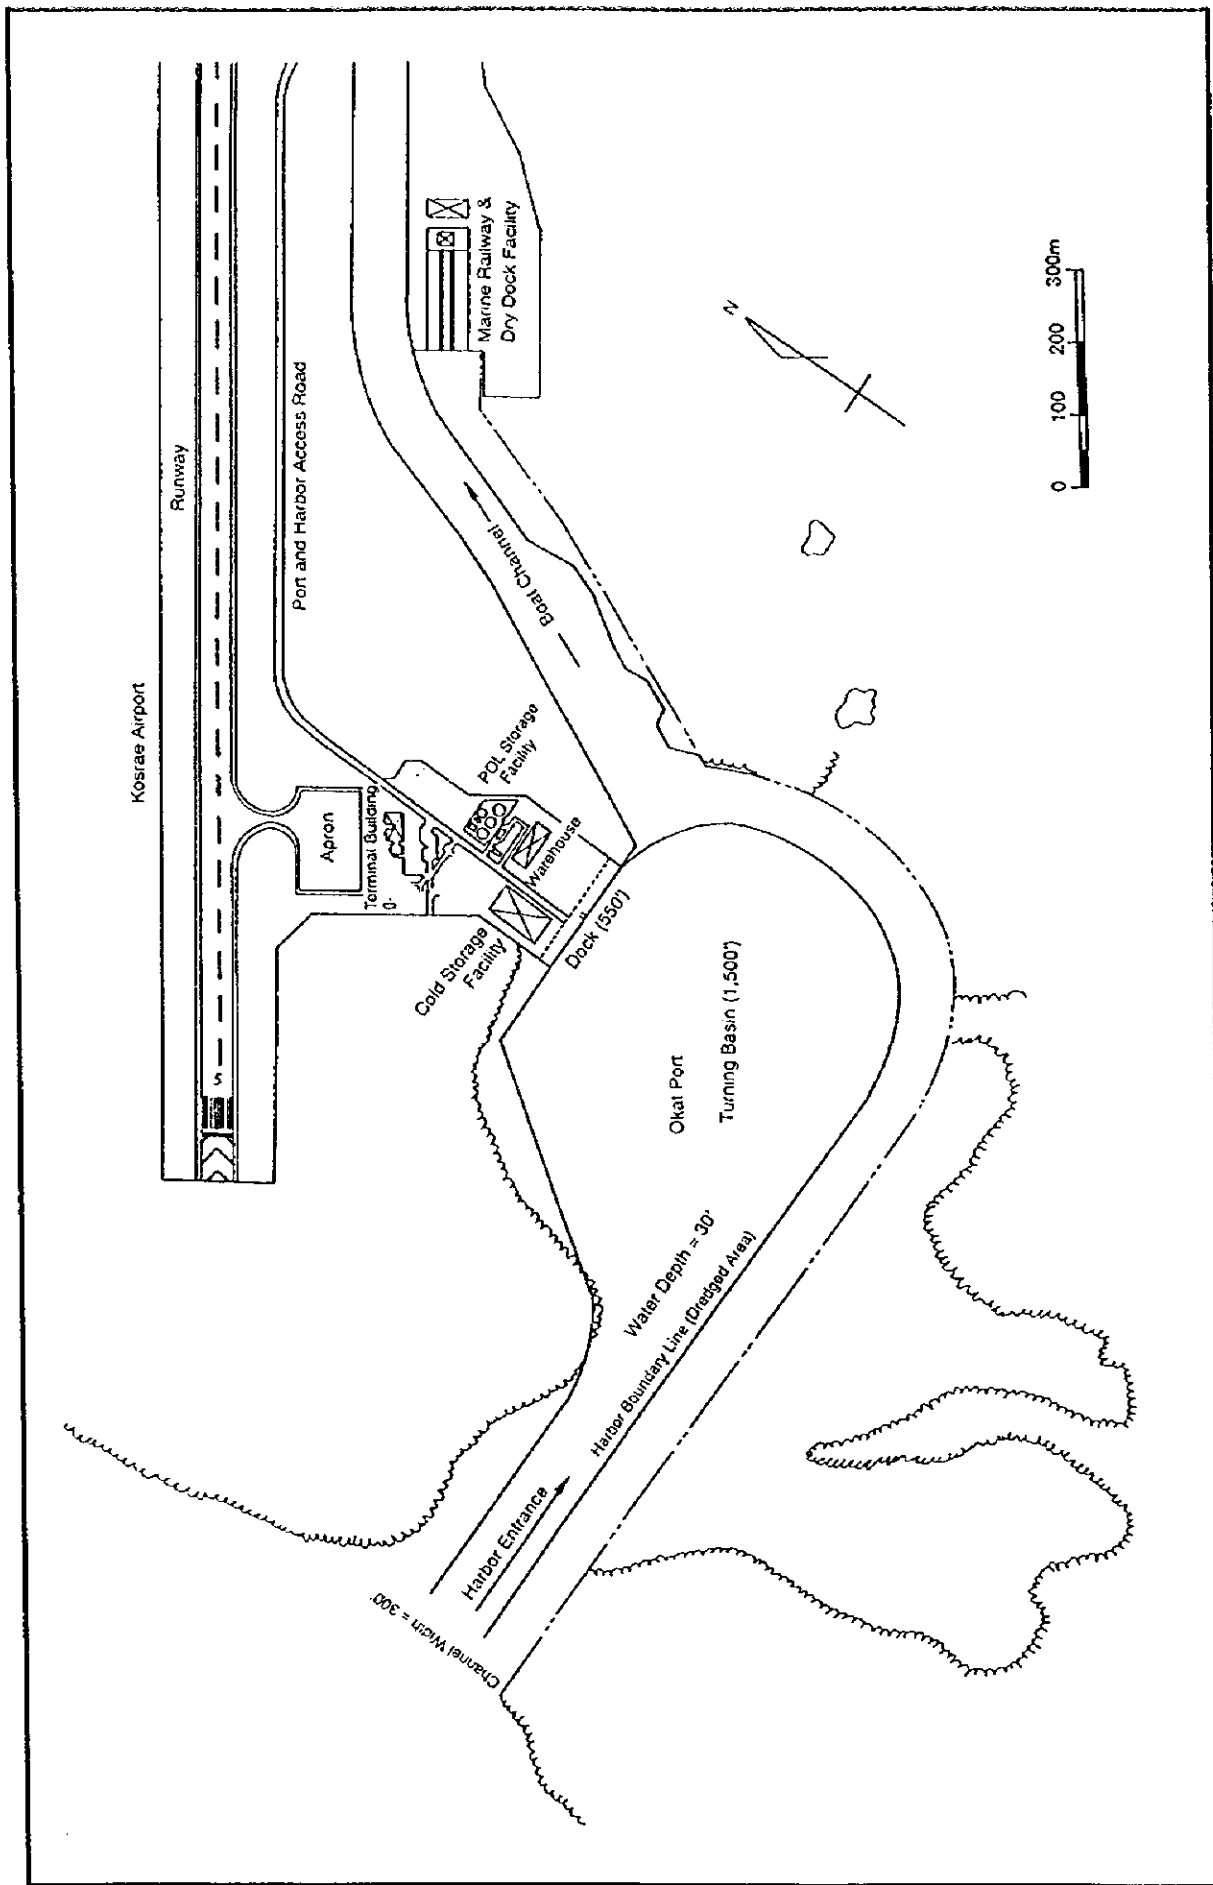 Kosrae Airport
Runway
5
Apron
Port and Harbor Access Road
Terminal Building
POL Storage
Facility
Warehouse
Cold Storage
Facility
Dock (550')
Boat Channel
Marine Railway &
Dry Dock Facility
Okat Port
Turning Basin (1,500')
Water Depth = 30'
Harbor Boundary Line (Dredged Area)
Harbor Entrance
Channel Width = 300'
N
0 100 200 300m